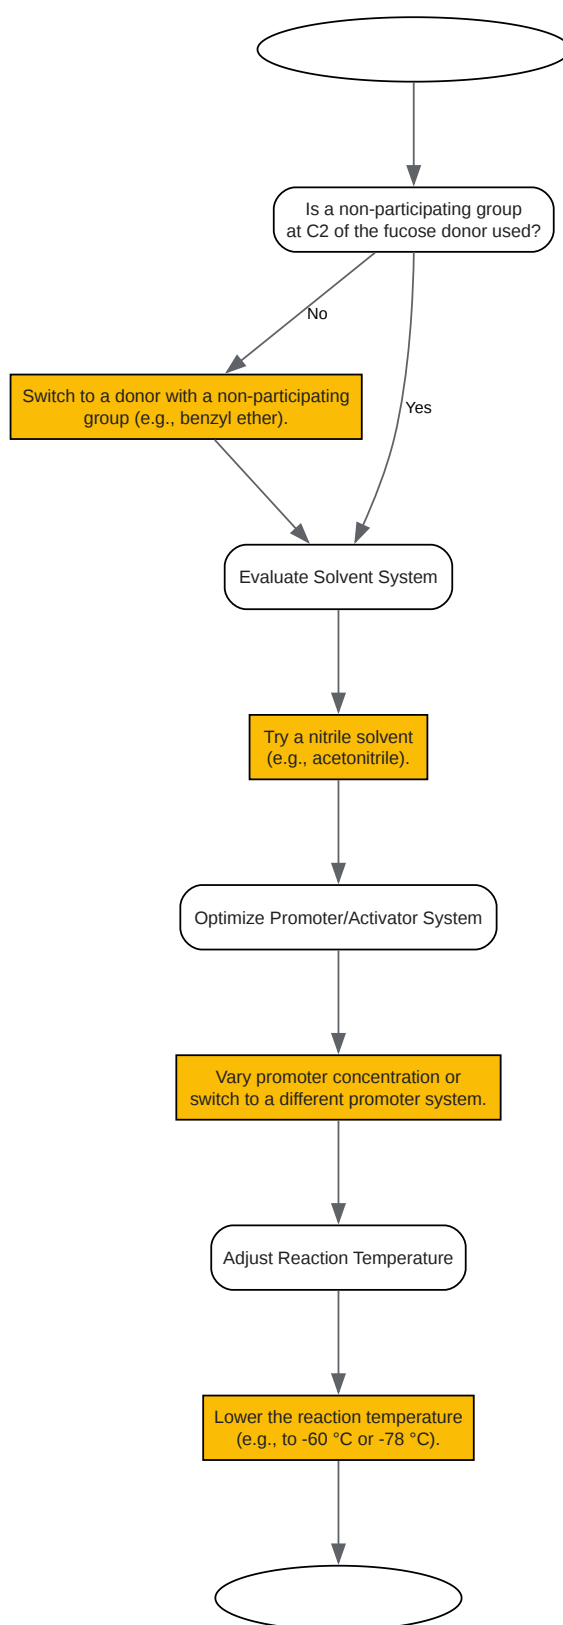 Is a non-participating group
at C2 of the fucose donor used?
No
Switch to a donor with a non-participating
group (e.g., benzyl ether).
Yes
Evaluate Solvent System
Try a nitrile solvent
(e.g., acetonitrile).
Optimize Promoter/Activator System
Vary promoter concentration or
switch to a different promoter system.
Adjust Reaction Temperature
Lower the reaction temperature
(e.g., to -60 °C or -78 °C).